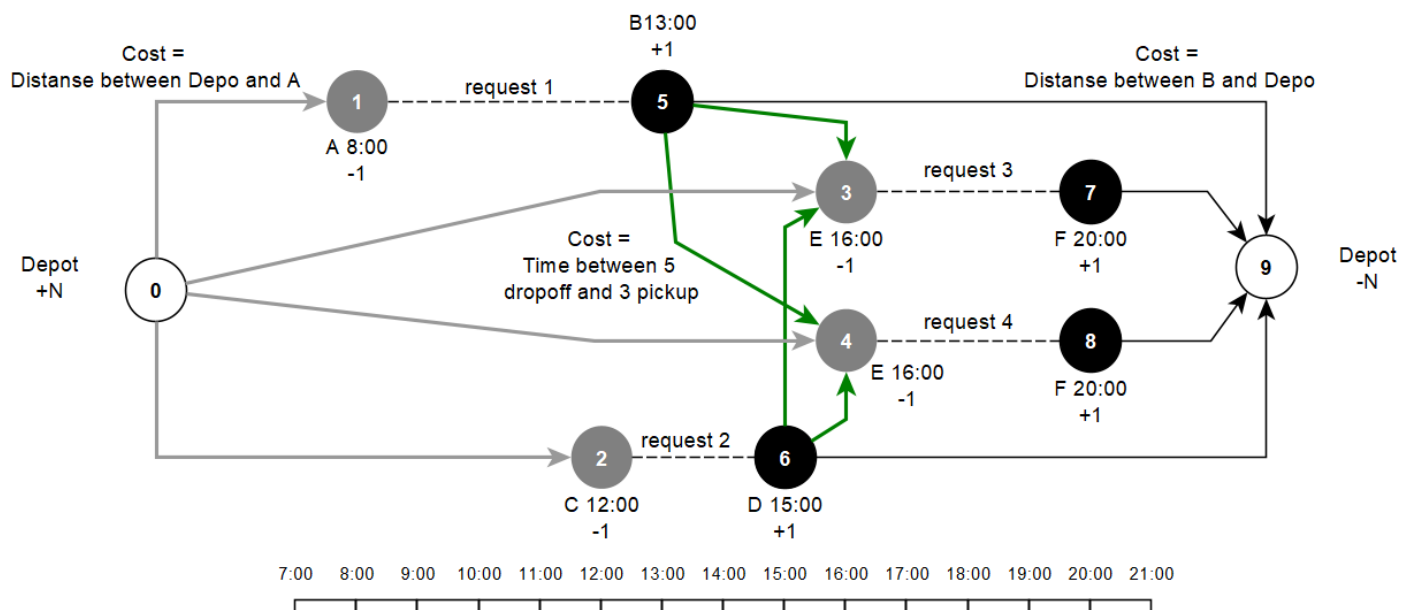 B13:00
+1
Cost =
Distanse between Depo and A
Cost =
Distanse between B and Depo
1
request 1
5
A 8:00
-1
3
request 3
7
E 16:00
-1
F 20:00
+1
Cost =
Time between 5
dropoff and 3 pickup
Depot
+N
0
9
Depot
-N
4
request 4
8
E 16:00
-1
F 20:00
+1
2
request 2
6
C 12:00
-1
D 15:00
+1
7:00 8:00 9:00 10:00 11:00 12:00 13:00 14:00 15:00 16:00 17:00 18:00 19:00 20:00 21:00